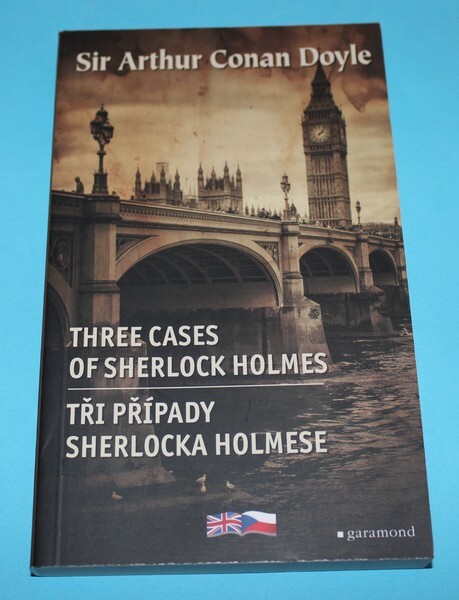 Sir Arthur Conan Doyle
THREE CASES
OF SHERLOCK HOLMES
TŘI PŘÍPADY
SHERLOCKA HOLMESE
garamond